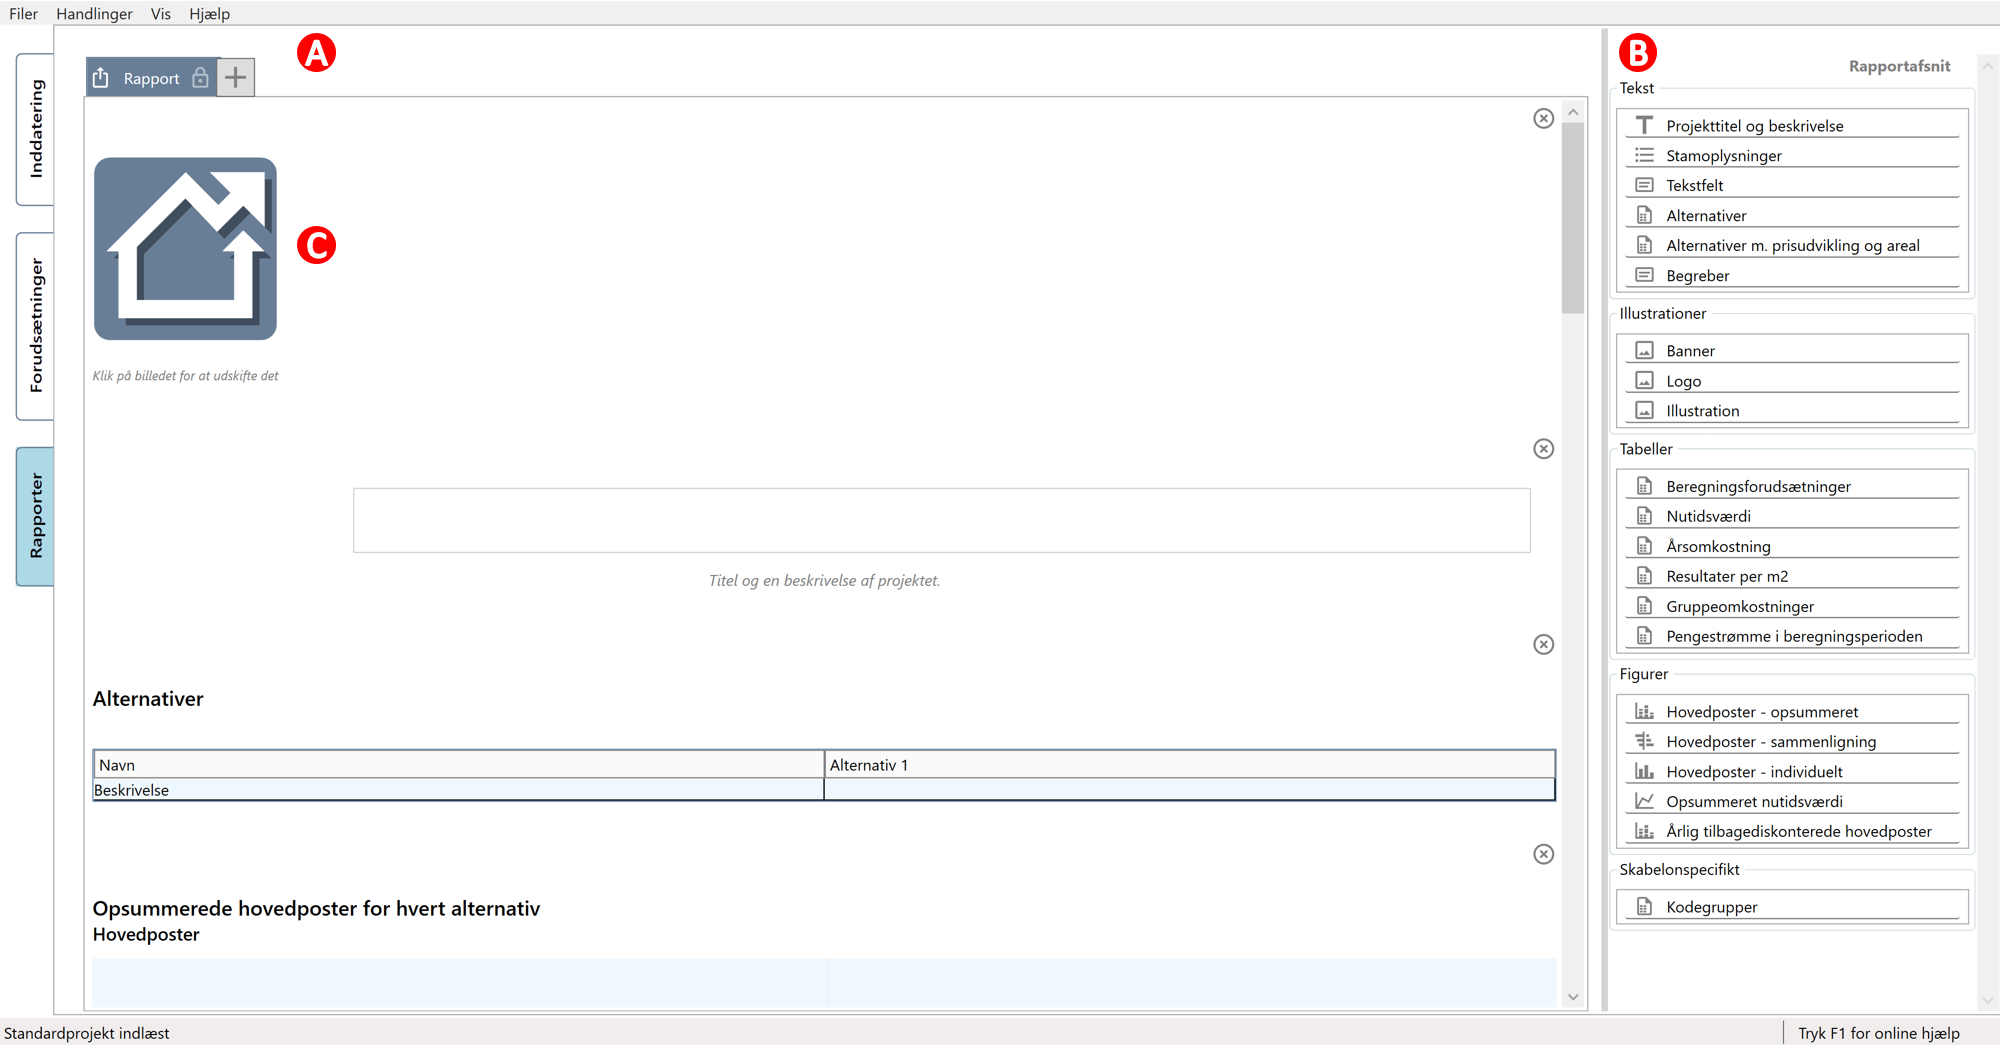 Filer Handlinger Vis Hjælp
Inddatering
Forudsætninger
Rapporter
A
Rapport
C
Klik på billedet for at udskifte det
Titel og en beskrivelse af projektet.
Alternativer
Navn Alternativ 1
Beskrivelse
Opsummerede hovedposter for hvert alternativ
Hovedposter
B
Rapportafsnit
Tekst
Projekttitel og beskrivelse
Stamoplysninger
Tekstfelt
Alternativer
Alternativer m. prisudvikling og areal
Begreber
Illustrationer
Banner
Logo
Illustration
Tabeller
Beregningsforudsætninger
Nutidsværdi
Årsomkostning
Resultater per m2
Gruppeomkostninger
Pengestrømme i beregningsperioden
Figurer
Hovedposter - opsummeret
Hovedposter - sammenligning
Hovedposter - individuelt
Opsummeret nutidsværdi
Årlig tilbagediskonterede hovedposter
Skabelonspecifikt
Kodegrupper
Standardprojekt indlæst
Tryk F1 for online hjælp